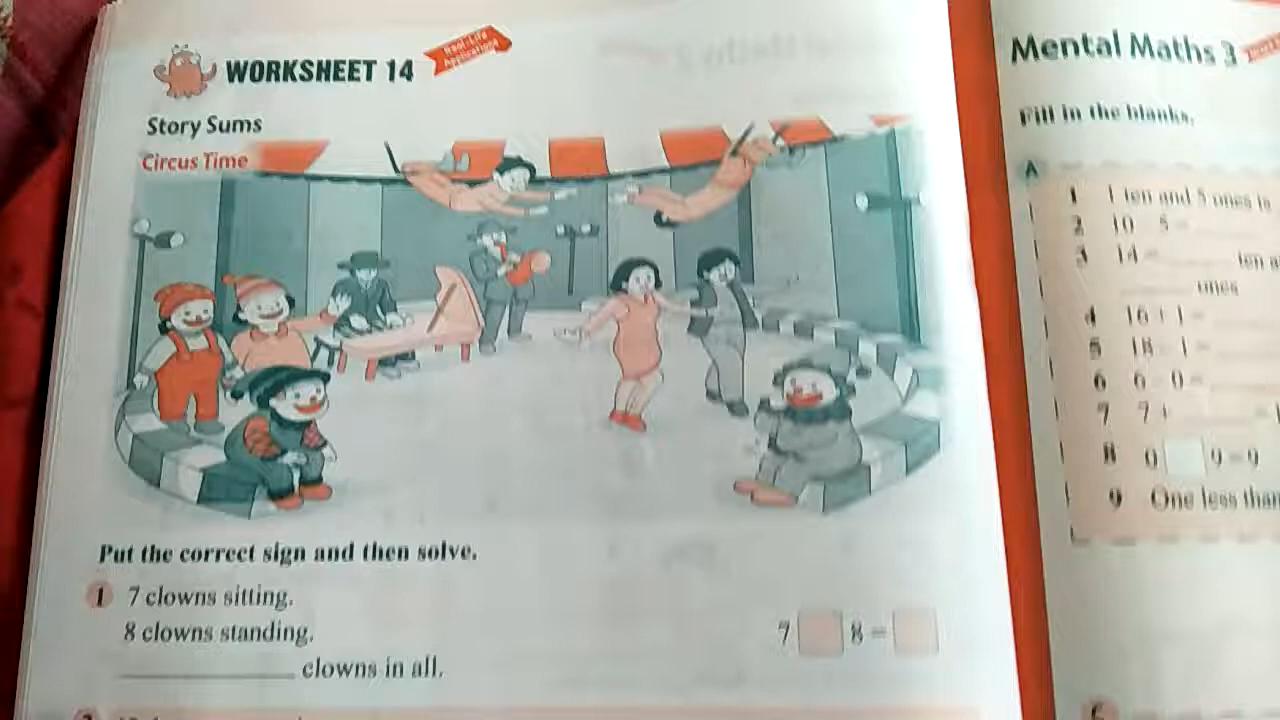 WORKSHEET 14
Real-Life
Applications
Story Sums
Circus Time
Put the correct sign and then solve.
1 7 clowns sitting.
8 clowns standing.
7 8 =
clowns in all.
Mental Maths 3
Fill in the blanks.
A
1 1 ten and 5 ones is
2 10 5 =
3 14 = ten a
ones
4 16 + 1 =
5 18 1 =
6 6 0 =
7 7 +
8 9 9 = 9
9 One less than
C